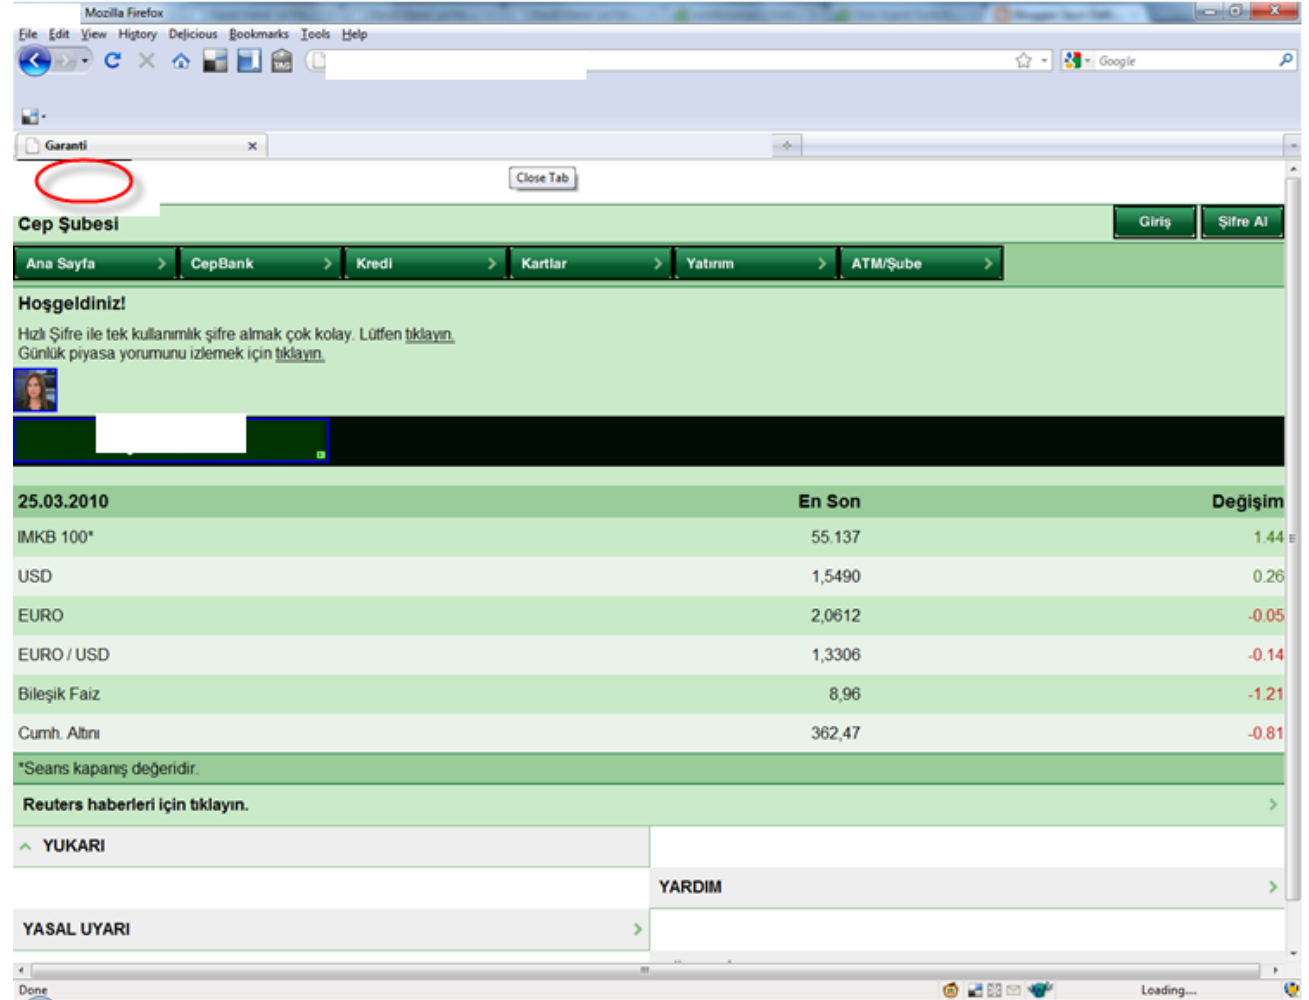 Mozilla Firefox
File Edit View History Delicious Bookmarks Tools Help
Google
Garanti
Close Tab
Cep Şubesi Giriş Şifre Al
Ana Sayfa CepBank Kredi Kartlar Yatırım ATM/Şube
Hoşgeldiniz!
Hızlı Şifre ile tek kullanımlık şifre almak çok kolay. Lütfen tıklayın.
Günlük piyasa yorumunu izlemek için tıklayın.
25.03.2010 En Son Değişim
IMKB 100* 55.137 1.44
USD 1,5490 0.26
EURO 2,0612 -0.05
EURO / USD 1,3306 -0.14
Bileşik Faiz 8,96 -1.21
Cumh. Altını 362,47 -0.81
*Seans kapanış değeridir.
Reuters haberleri için tıklayın.
YUKARI
YARDIM
YASAL UYARI
Done Loading...